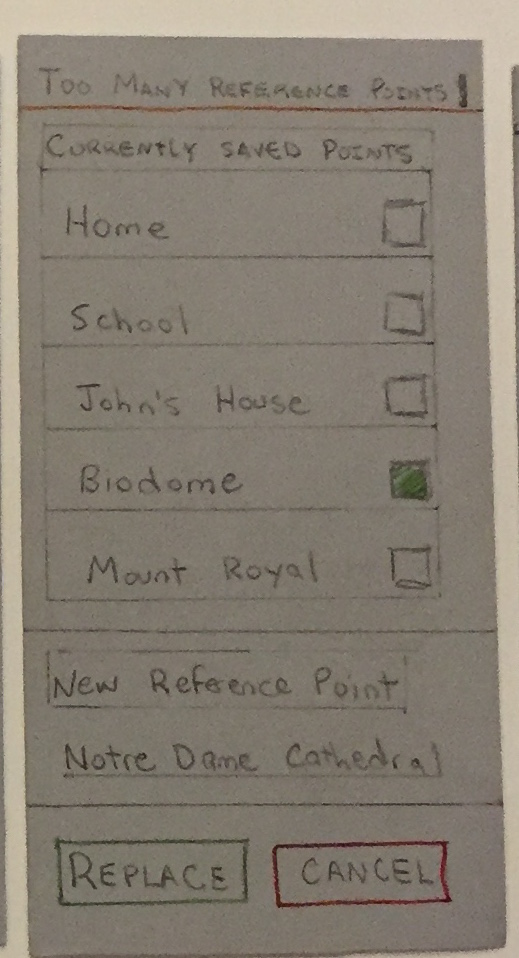 TOO MANY REFERENCE POINTS!
CURRENTLY SAVED POINTS
Home
School
John's House
Biodome
Mount Royal
New Reference Point
Notre Dame Cathedral
REPLACE CANCEL